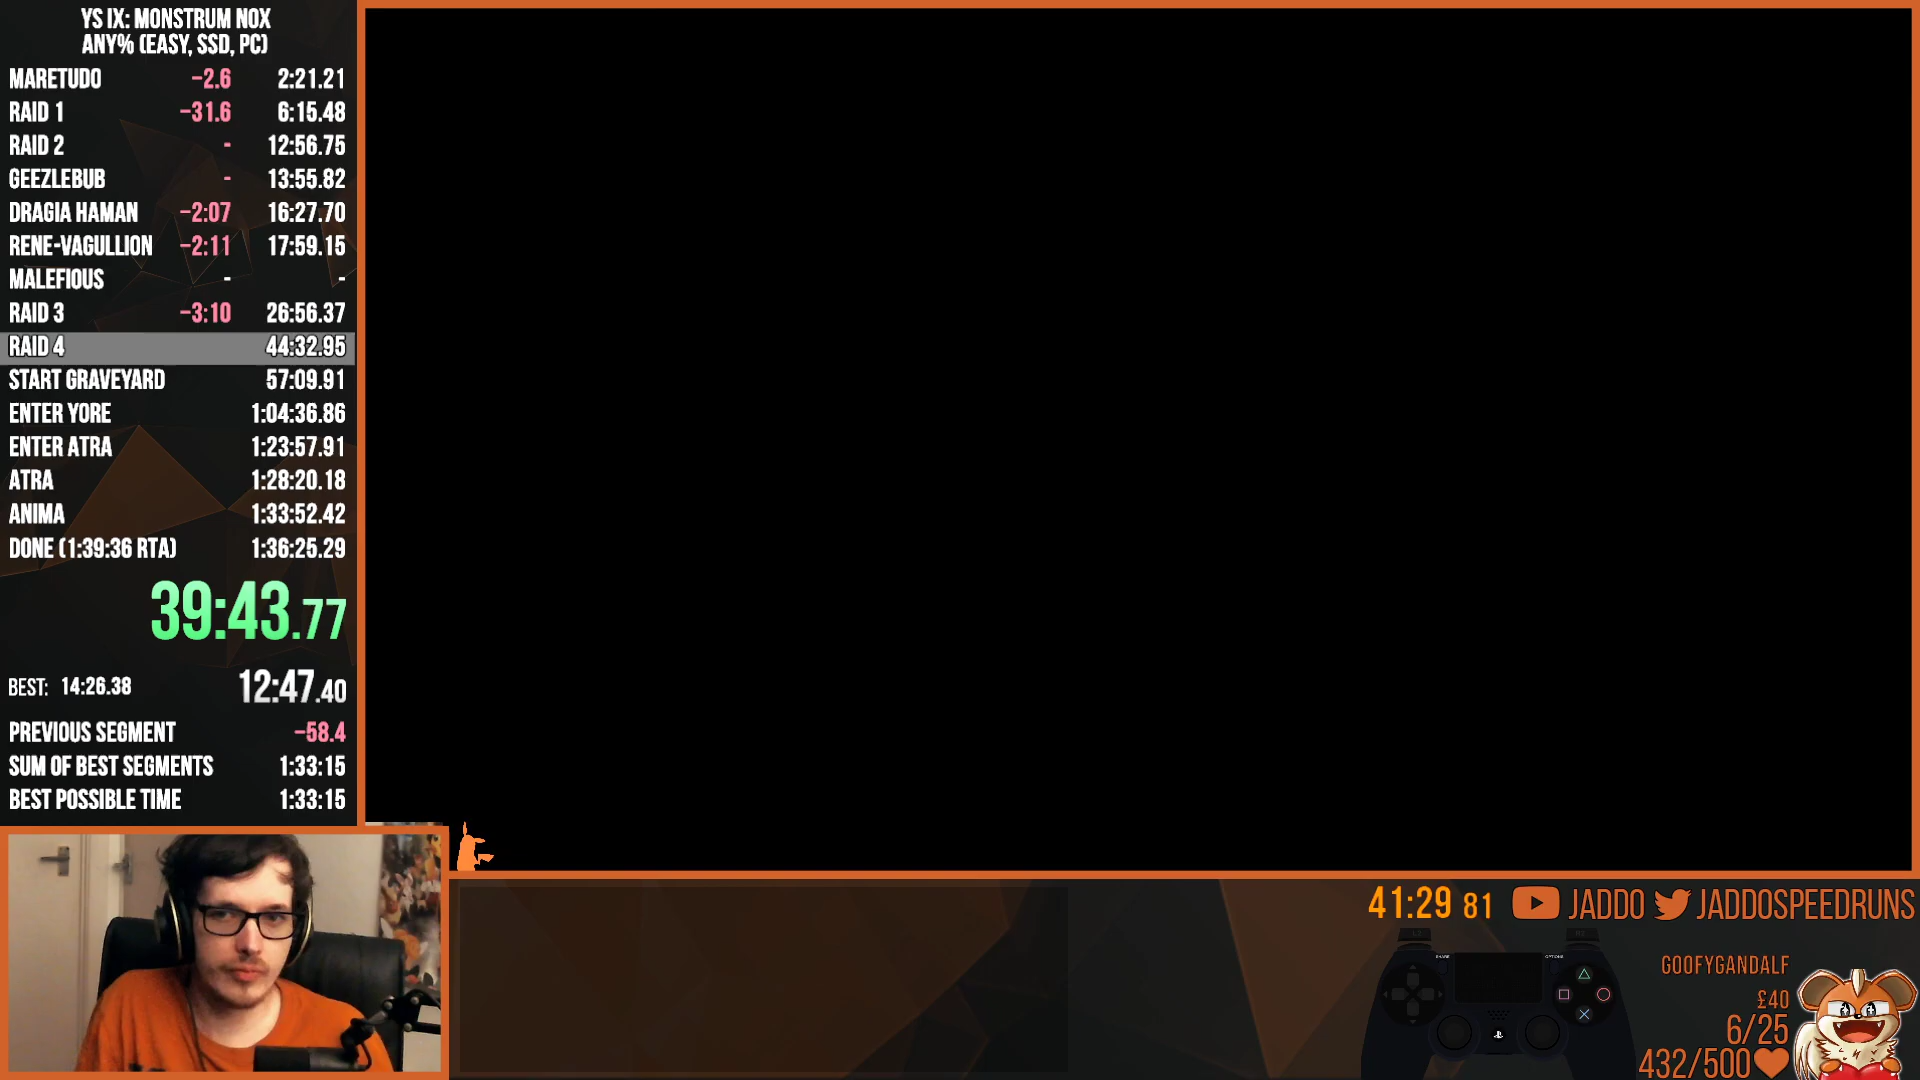 YS IX: MONSTRUM NOX
ANY% (EASY, SSD, PC)
MARETUDO -2.6 2:21.21
RAID 1 -31.6 6:15.48
RAID 2 - 12:56.75
GEEZLEBUB - 13:55.82
DRAGIA HAMAN -2:07 16:27.70
RENE-VAGULLION -2:11 17:59.15
MALEFIOUS - -
RAID 3 -3:10 26:56.37
RAID 4 44:32.95
START GRAVEYARD 57:09.91
ENTER YORE 1:04:36.86
ENTER ATRA 1:23:57.91
ATRA 1:28:20.18
ANIMA 1:33:52.42
DONE (1:39:36 RTA) 1:36:25.29
39:43.77
BEST: 14:26.38 12:47.40
PREVIOUS SEGMENT -58.4
SUM OF BEST SEGMENTS 1:33:15
BEST POSSIBLE TIME 1:33:15
41:29 81 JADDO JADDOSPEEDRUNS
SHARE OPTIONS
GOOFYGANDALF
£40
6/25
432/500